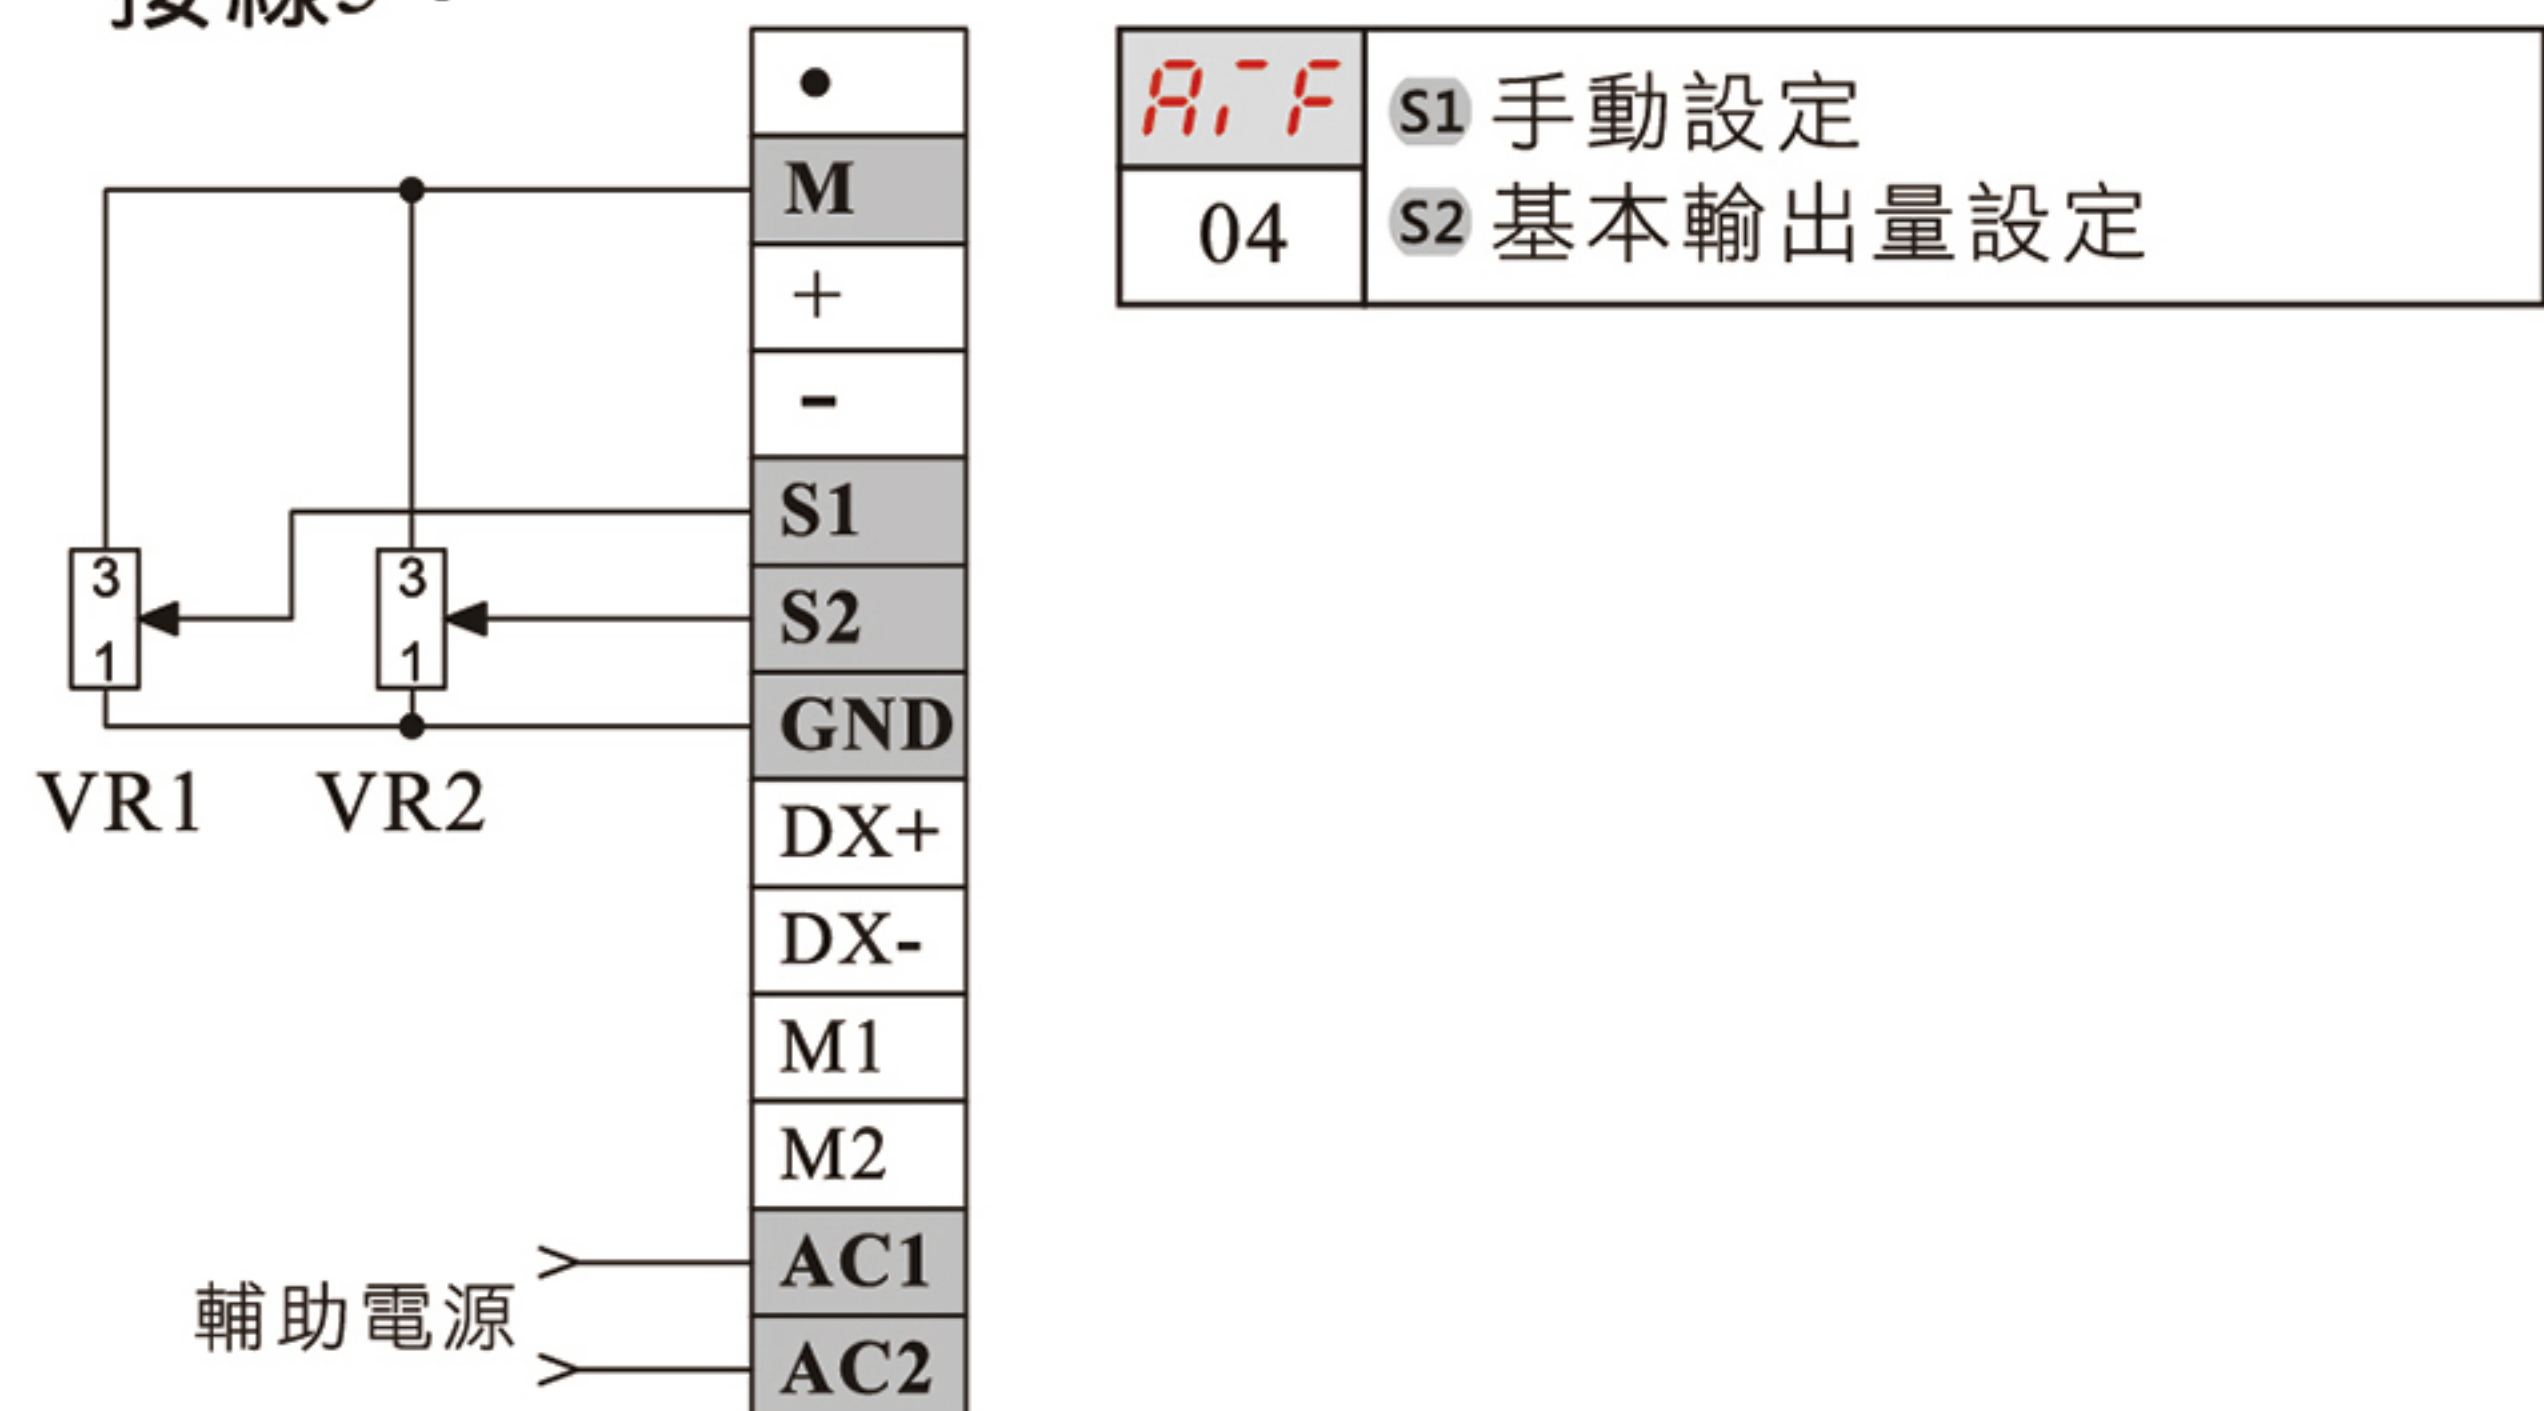 M
+
-
S1
S2
GND
DX+
DX-
M1
M2
AC1
AC2
3
1
3
1
VR1
VR2
輔助電源
04
S1 手動設定
S2 基本輸出量設定